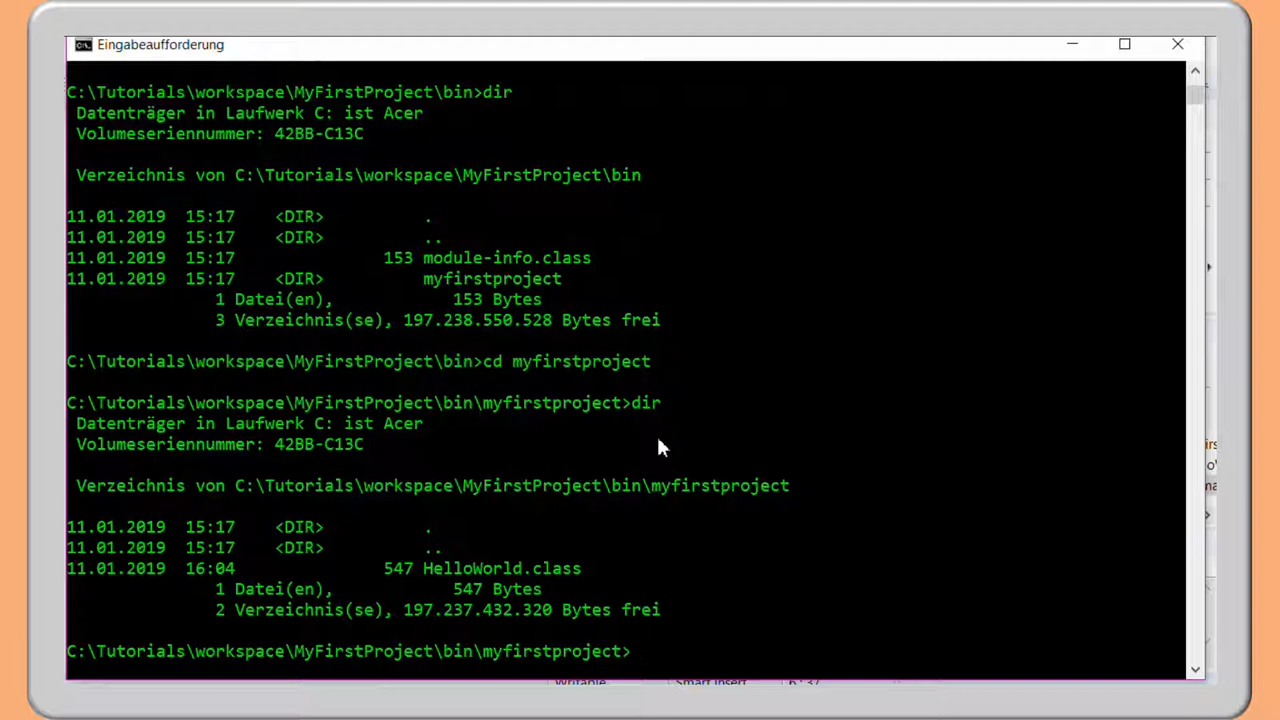 Eingabeaufforderung
C:\Tutorials\workspace\MyFirstProject\bin>dir
Datenträger in Laufwerk C: ist Acer
Volumeseriennummer: 42BB-C13C
Verzeichnis von C:\Tutorials\workspace\MyFirstProject\bin
11.01.2019 15:17 <DIR> .
11.01.2019 15:17 <DIR> ..
11.01.2019 15:17 153 module-info.class
11.01.2019 15:17 <DIR> myfirstproject
1 Datei(en), 153 Bytes
3 Verzeichnis(se), 197.238.550.528 Bytes frei
C:\Tutorials\workspace\MyFirstProject\bin>cd myfirstproject
C:\Tutorials\workspace\MyFirstProject\bin\myfirstproject>dir
Datenträger in Laufwerk C: ist Acer
Volumeseriennummer: 42BB-C13C
Verzeichnis von C:\Tutorials\workspace\MyFirstProject\bin\myfirstproject
11.01.2019 15:17 <DIR> .
11.01.2019 15:17 <DIR> ..
11.01.2019 16:04 547 HelloWorld.class
1 Datei(en), 547 Bytes
2 Verzeichnis(se), 197.237.432.320 Bytes frei
C:\Tutorials\workspace\MyFirstProject\bin\myfirstproject>
Writable Smart Insert